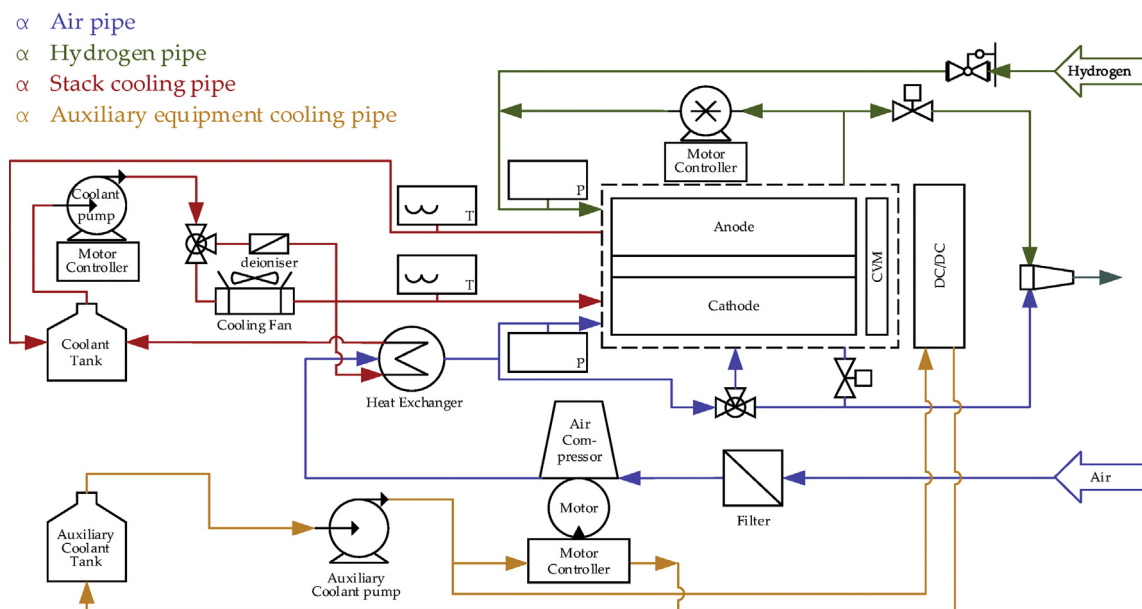 α Air pipe
α Hydrogen pipe
α Stack cooling pipe
α Auxiliary equipment cooling pipe
Hydrogen
Motor
Controller
P
Coolant
pump
Motor
Controller
T
Anode
CVM
DC/DC
deioniser
T
Cathode
Cooling Fan
Coolant
Tank
P
Heat Exchanger
Air
Com-
pressor
Air
Motor
Filter
Auxiliary
Coolant
Tank
Motor
Controller
Auxiliary
Coolant pump